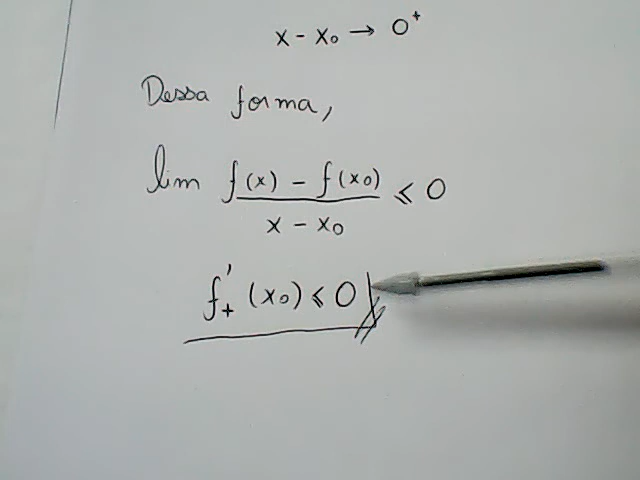 x - x₀ → 0⁺
Dessa forma,
lim f(x) - f(x₀) ≤ 0
x - x₀
f₊'(x₀) ≤ 0